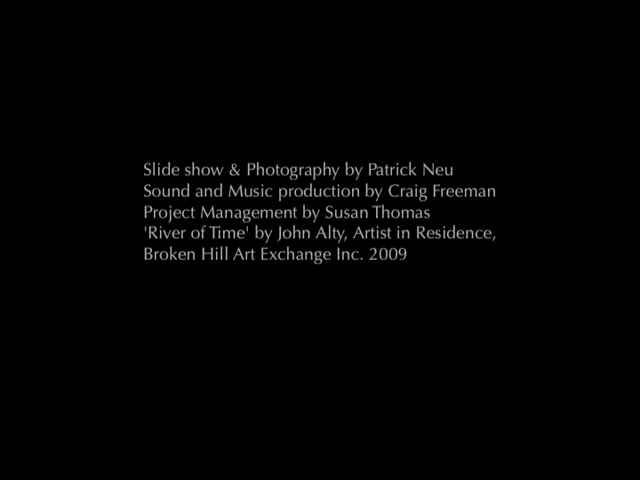 Slide show & Photography by Patrick Neu
Sound and Music production by Craig Freeman
Project Management by Susan Thomas
'River of Time' by John Alty, Artist in Residence,
Broken Hill Art Exchange Inc. 2009